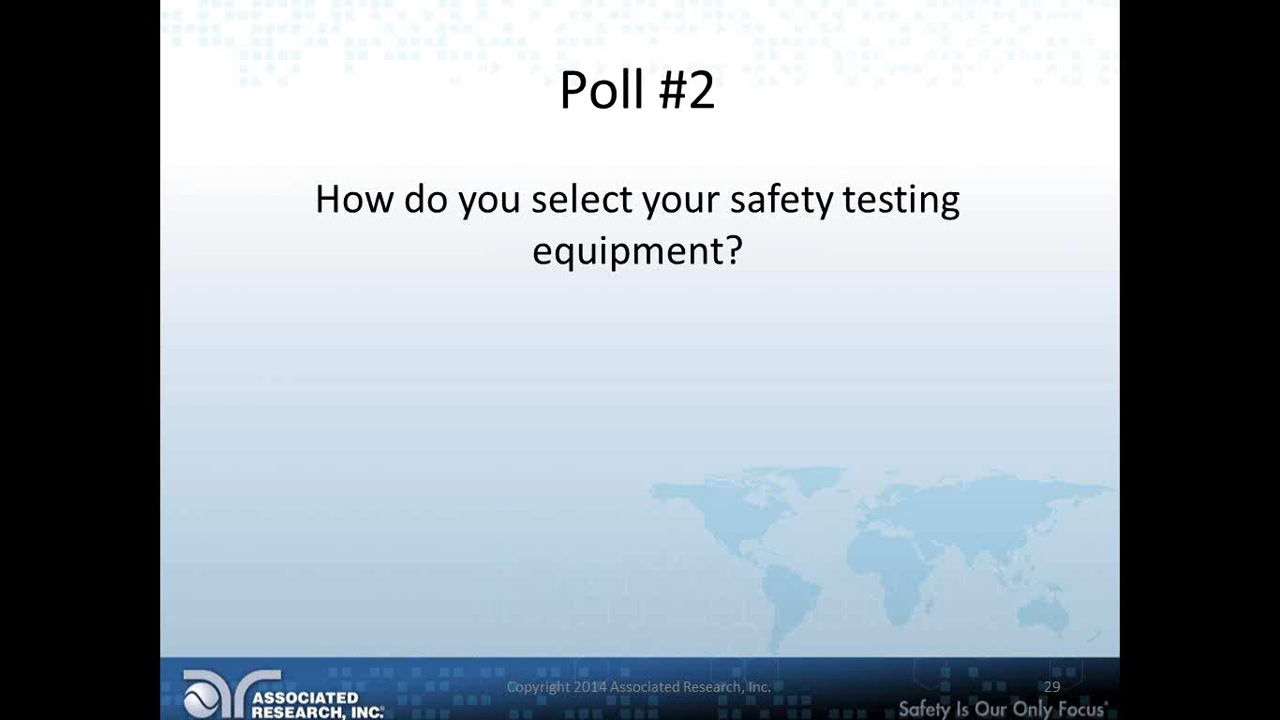 Poll #2
How do you select your safety testing
equipment?
ASSOCIATED
RESEARCH, INC.
Copyright 2014 Associated Research, Inc.
29
Safety Is Our Only Focus®